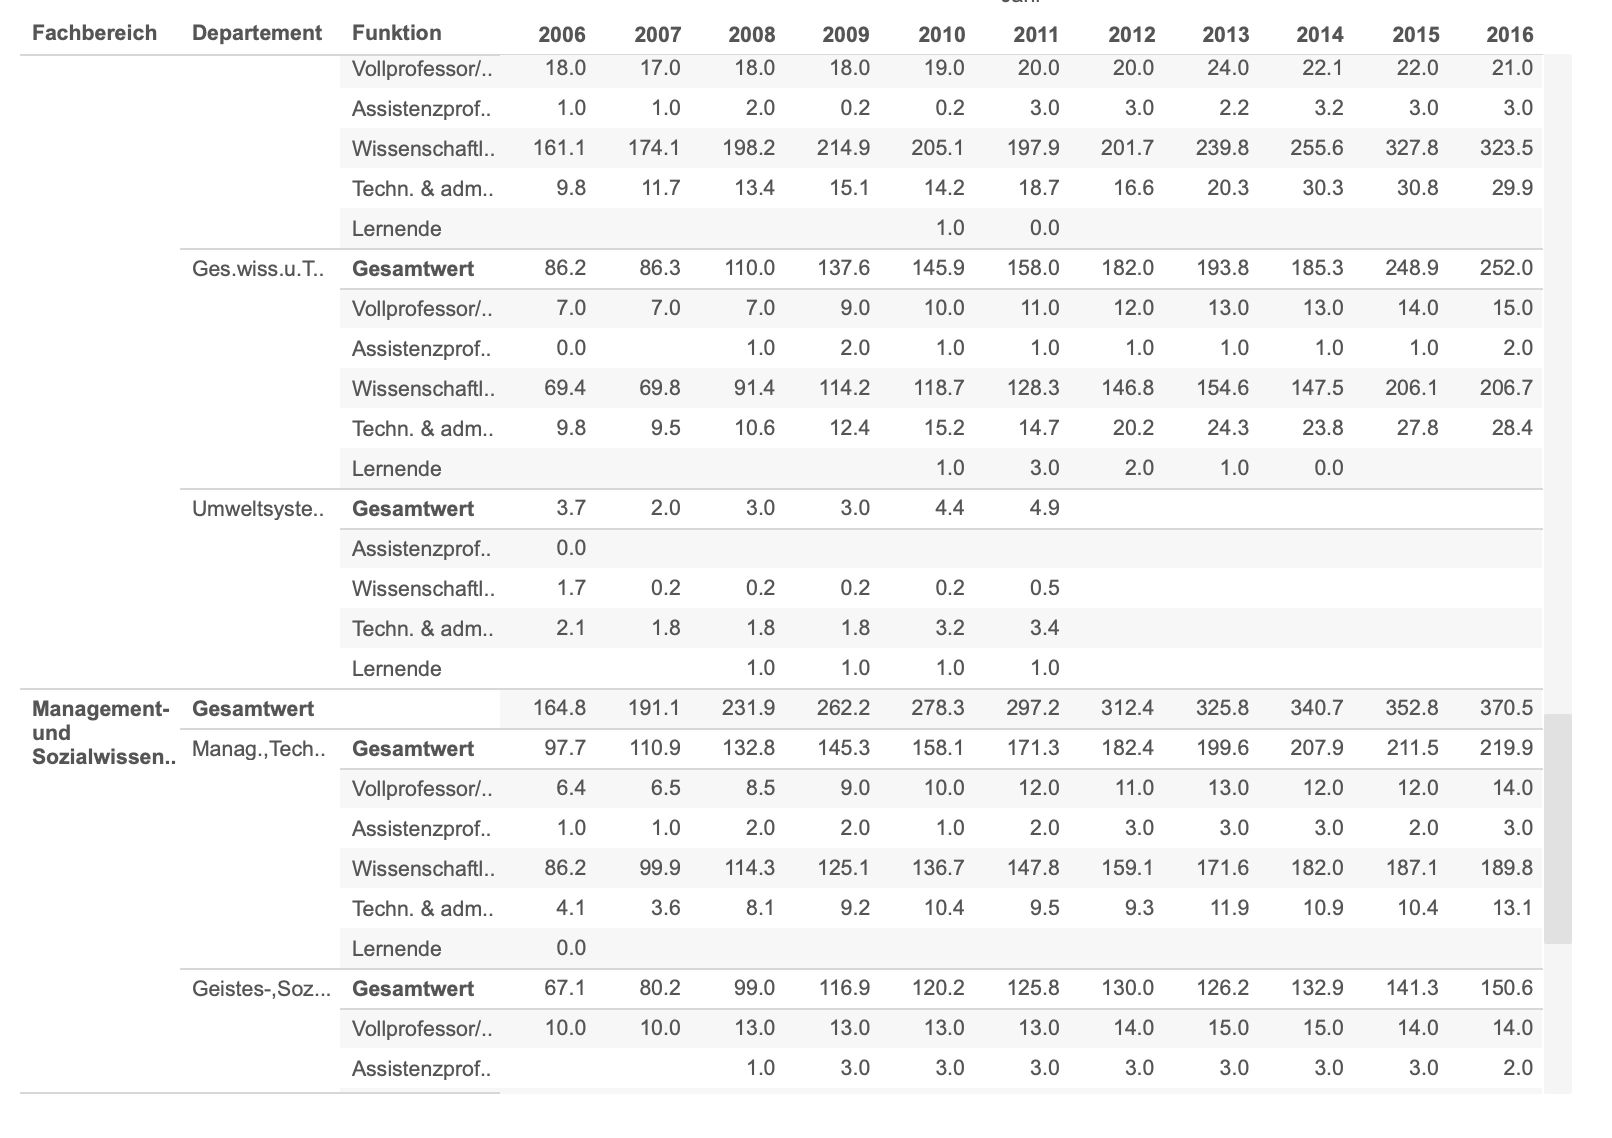 Fachbereich Departement Funktion 2006 2007 2008 2009 2010 2011 2012 2013 2014 2015 2016
Vollprofessor/.. 18.0 17.0 18.0 18.0 19.0 20.0 20.0 24.0 22.1 22.0 21.0
Assistenzprof.. 1.0 1.0 2.0 0.2 0.2 3.0 3.0 2.2 3.2 3.0 3.0
Wissenschaftl.. 161.1 174.1 198.2 214.9 205.1 197.9 201.7 239.8 255.6 327.8 323.5
Techn. & adm.. 9.8 11.7 13.4 15.1 14.2 18.7 16.6 20.3 30.3 30.8 29.9
Lernende 1.0 0.0
Ges.wiss.u.T.. Gesamtwert 86.2 86.3 110.0 137.6 145.9 158.0 182.0 193.8 185.3 248.9 252.0
Vollprofessor/.. 7.0 7.0 7.0 9.0 10.0 11.0 12.0 13.0 13.0 14.0 15.0
Assistenzprof.. 0.0 1.0 2.0 1.0 1.0 1.0 1.0 1.0 1.0 2.0
Wissenschaftl.. 69.4 69.8 91.4 114.2 118.7 128.3 146.8 154.6 147.5 206.1 206.7
Techn. & adm.. 9.8 9.5 10.6 12.4 15.2 14.7 20.2 24.3 23.8 27.8 28.4
Lernende 1.0 3.0 2.0 1.0 0.0
Umweltsyste.. Gesamtwert 3.7 2.0 3.0 3.0 4.4 4.9
Assistenzprof.. 0.0
Wissenschaftl.. 1.7 0.2 0.2 0.2 0.2 0.5
Techn. & adm.. 2.1 1.8 1.8 1.8 3.2 3.4
Lernende 1.0 1.0 1.0 1.0
Management- Gesamtwert 164.8 191.1 231.9 262.2 278.3 297.2 312.4 325.8 340.7 352.8 370.5
und
Sozialwissen.. Manag.,Tech.. Gesamtwert 97.7 110.9 132.8 145.3 158.1 171.3 182.4 199.6 207.9 211.5 219.9
Vollprofessor/.. 6.4 6.5 8.5 9.0 10.0 12.0 11.0 13.0 12.0 12.0 14.0
Assistenzprof.. 1.0 1.0 2.0 2.0 1.0 2.0 3.0 3.0 3.0 2.0 3.0
Wissenschaftl.. 86.2 99.9 114.3 125.1 136.7 147.8 159.1 171.6 182.0 187.1 189.8
Techn. & adm.. 4.1 3.6 8.1 9.2 10.4 9.5 9.3 11.9 10.9 10.4 13.1
Lernende 0.0
Geistes-,Soz... Gesamtwert 67.1 80.2 99.0 116.9 120.2 125.8 130.0 126.2 132.9 141.3 150.6
Vollprofessor/.. 10.0 10.0 13.0 13.0 13.0 13.0 14.0 15.0 15.0 14.0 14.0
Assistenzprof.. 1.0 3.0 3.0 3.0 3.0 3.0 3.0 3.0 2.0